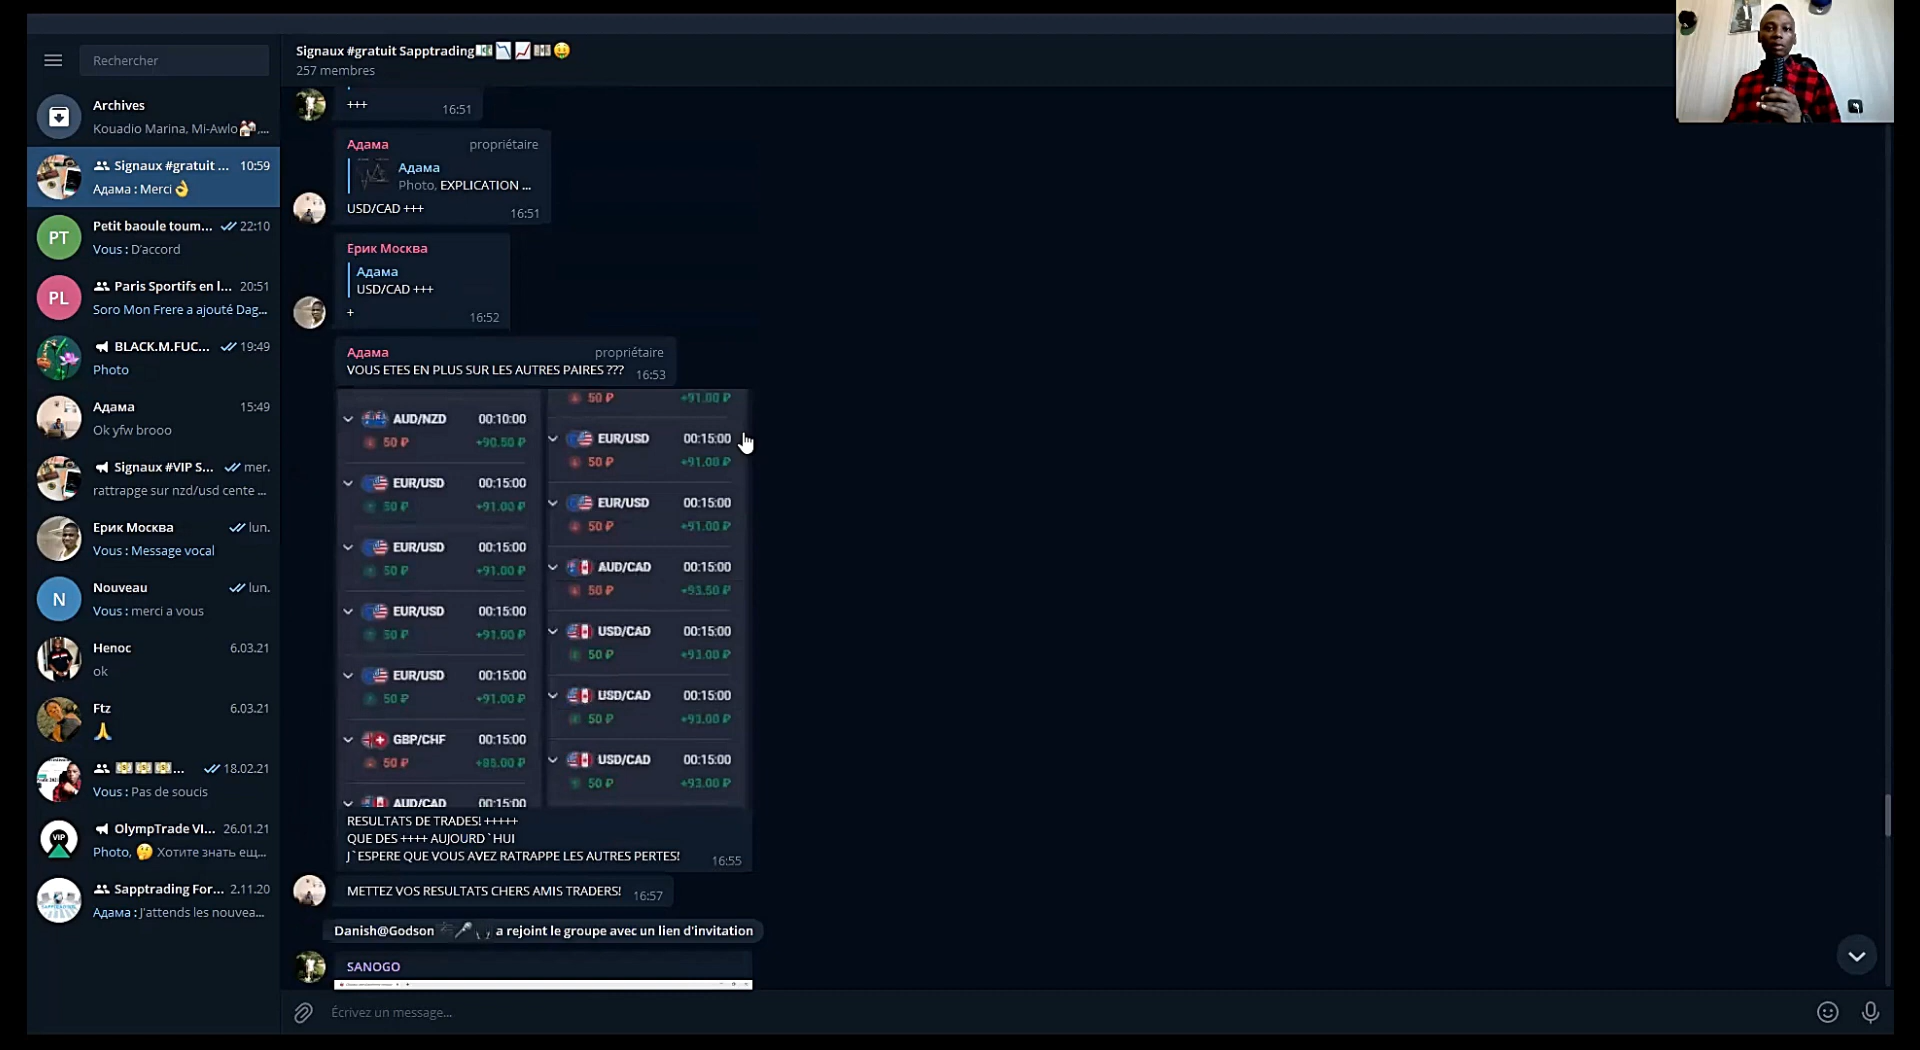 Rechercher
Archives
Kouadio Marina, Mi-Awlo🏠,...
Signaux #gratuit ... 10:59
Адама : Merci👌
PT
Petit baoule toum... 22:10
Vous : D'accord
PL
Paris Sportifs en l... 20:51
Soro Mon Frere a ajouté Dag...
BLACK.M.FUC... 19:49
Photo
Адама 15:49
Ok yfw brooo
Signaux #VIP S... mer.
rattrapge sur nzd/usd cente ...
Ерик Москва lun.
Vous : Message vocal
N
Nouveau lun.
Vous : merci a vous
Henoc 6.03.21
ok
Ftz 6.03.21
🙏
💵💵💵... 18.02.21
Vous : Pas de soucis
VIP
OlympTrade VI... 26.01.21
Photo, 🤔 Хотите знать ещ...
Sapptrading For... 2.11.20
Адама : J'attends les nouvea...
Signaux #gratuit Sapptrading💵📉📈💴🤑
257 membres
+++ 16:51
Адама propriétaire
Адама
Photo, EXPLICATION ...
USD/CAD +++ 16:51
Ерик Москва
Адама
USD/CAD +++
+ 16:52
Адама propriétaire
VOUS ETES EN PLUS SUR LES AUTRES PAIRES ??? 16:53
AUD/NZD 00:10:00
50 ₽ +90.50 ₽
EUR/USD 00:15:00
50 ₽ +91.00 ₽
EUR/USD 00:15:00
50 ₽ +91.00 ₽
EUR/USD 00:15:00
50 ₽ +91.00 ₽
EUR/USD 00:15:00
50 ₽ +91.00 ₽
GBP/CHF 00:15:00
50 ₽
AUD/CAD 00:15:00
50 ₽ +91.00 ₽
EUR/USD 00:15:00
50 ₽ +91.00 ₽
EUR/USD 00:15:00
50 ₽ +91.00 ₽
AUD/CAD 00:15:00
50 ₽ +93.50 ₽
USD/CAD 00:15:00
50 ₽ +93.00 ₽
USD/CAD 00:15:00
50 ₽ +93.00 ₽
USD/CAD 00:15:00
50 ₽ +93.00 ₽
RESULTATS DE TRADES! +++++
QUE DES ++++ AUJOURD`HUI
J`ESPERE QUE VOUS AVEZ RATRAPPE LES AUTRES PERTES! 16:55
METTEZ VOS RESULTATS CHERS AMIS TRADERS! 16:57
Danish@Godson a rejoint le groupe avec un lien d'invitation
SANOGO
Écrivez un message...